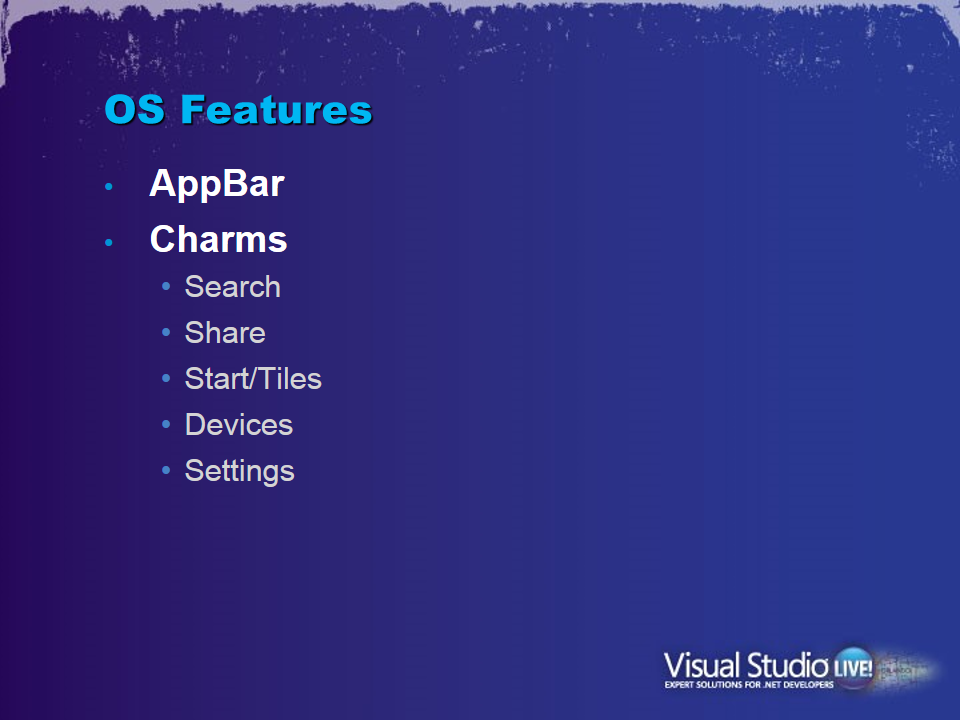 OS Features
• AppBar
• Charms
• Search
• Share
• Start/Tiles
• Devices
• Settings
Visual Studio LIVE!
EXPERT SOLUTIONS FOR .NET DEVELOPERS